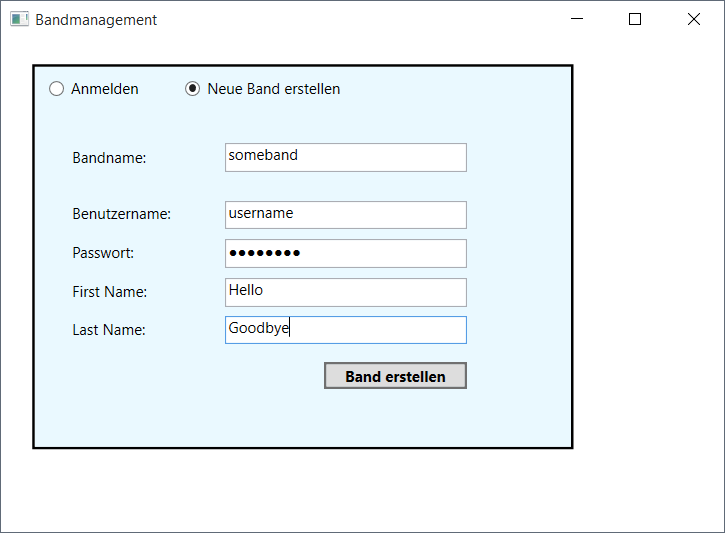 Bandmanagement
Anmelden Neue Band erstellen
Bandname: someband
Benutzername: username
Passwort: ●●●●●●●●
First Name: Hello
Last Name: Goodbye
Band erstellen